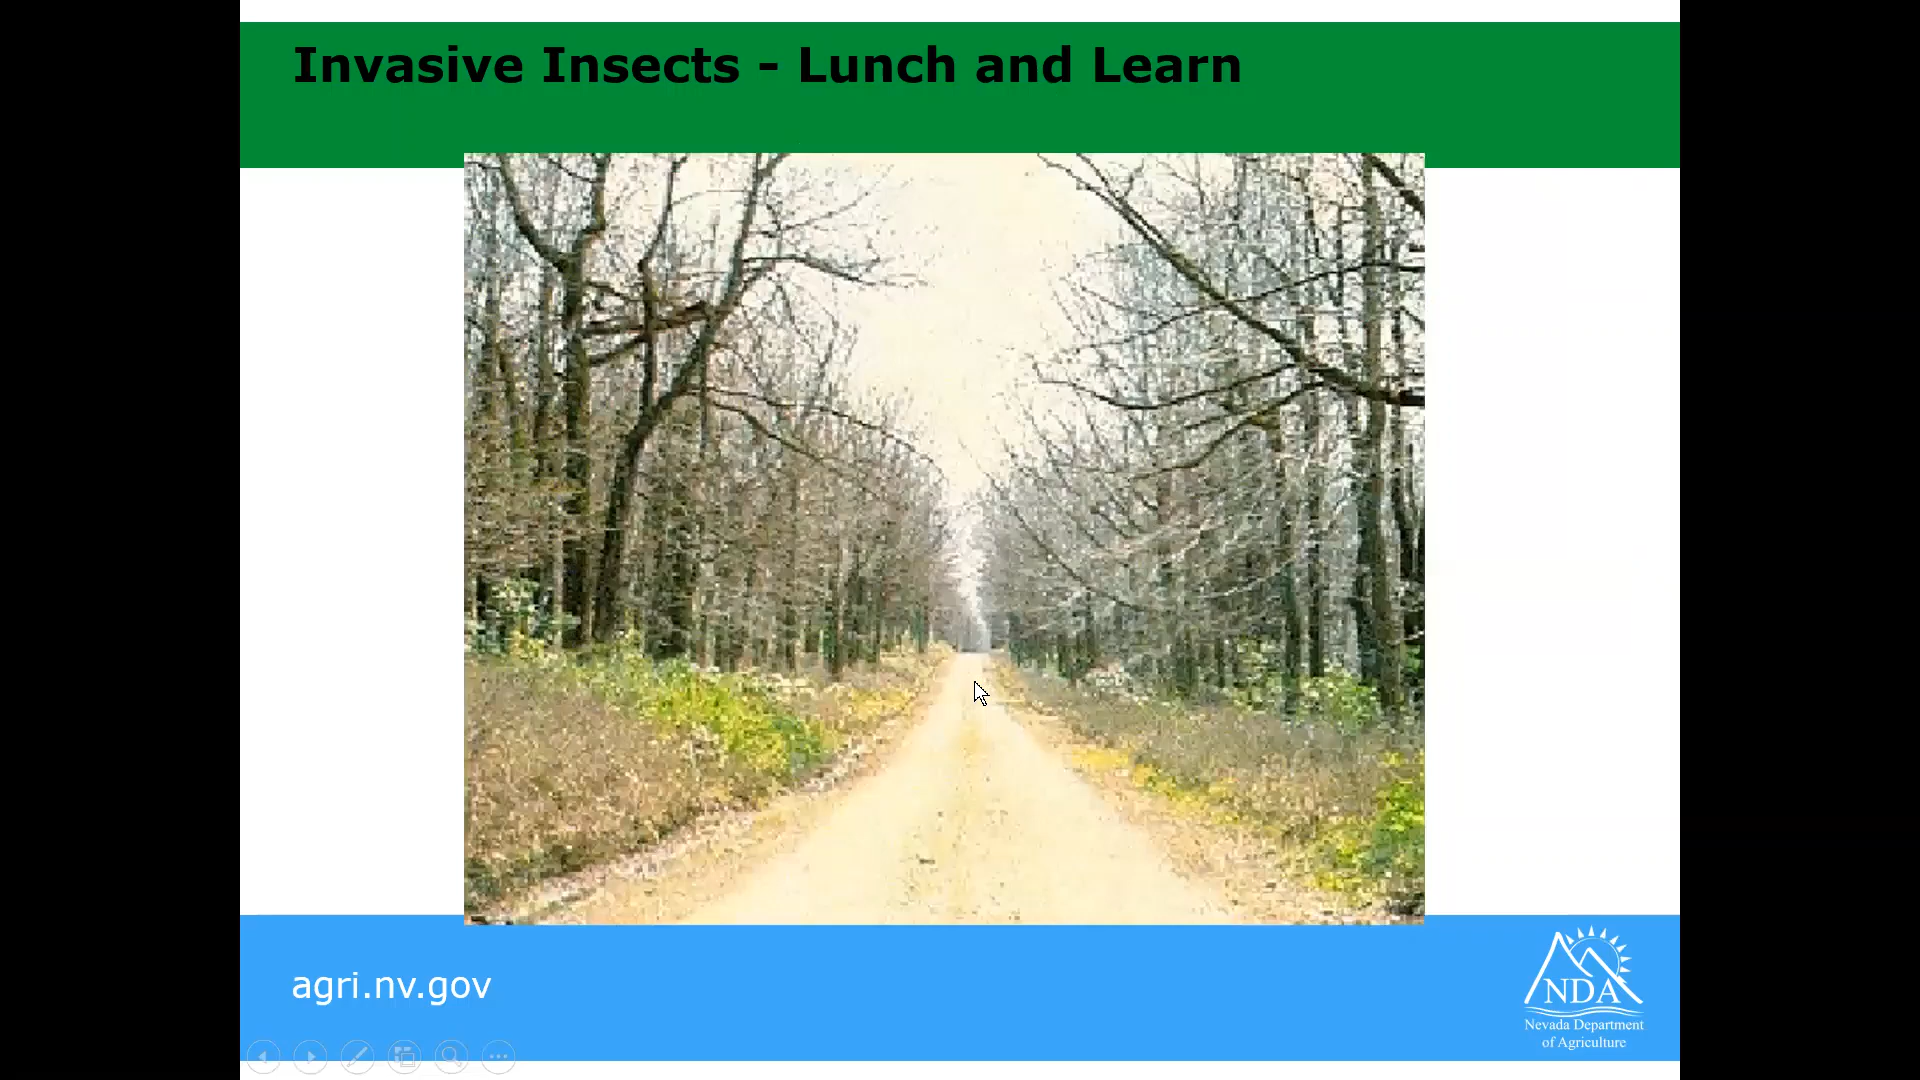 Invasive Insects - Lunch and Learn
agri.nv.gov
NDA
Nevada Department
of Agriculture